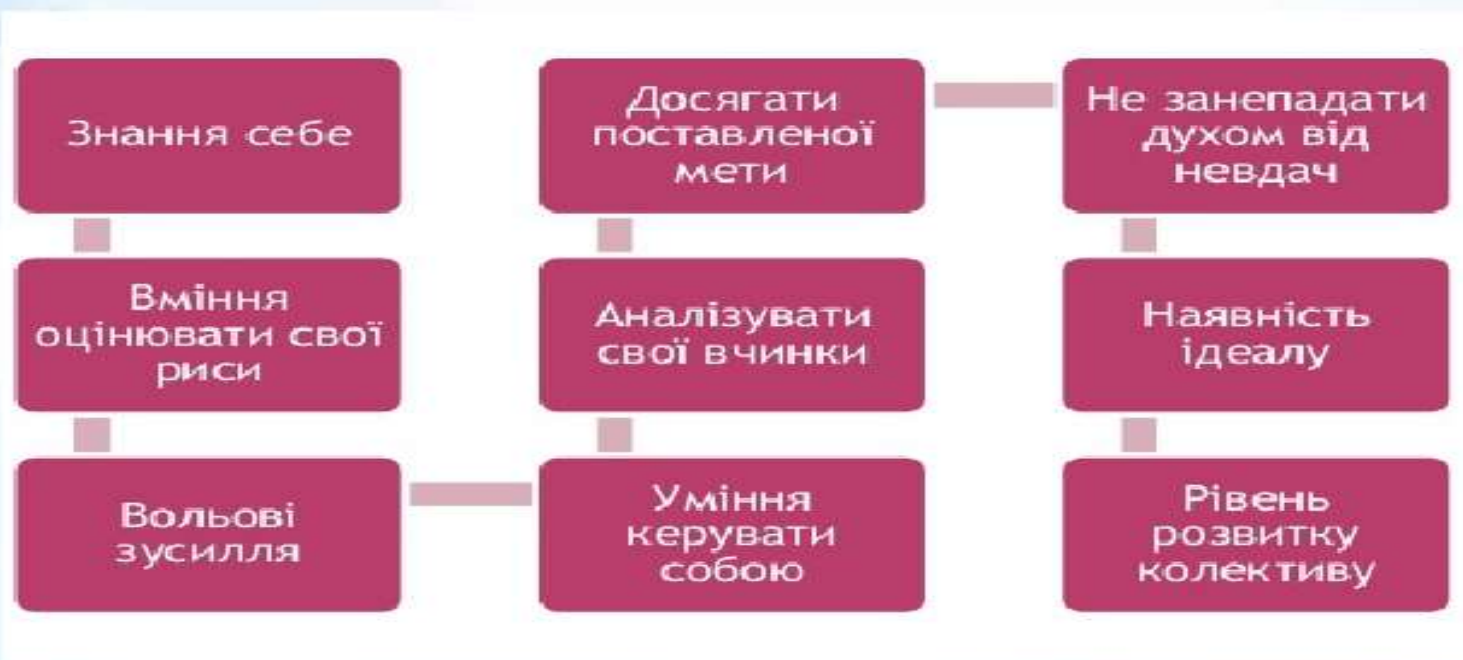 Знання себе
Вміння
оцінювати свої
риси
Вольові
зусилля
Уміння
керувати
собою
Аналізувати
свої вчинки
Досягати
поставленої
мети
Не занепадати
духом від
невдач
Наявність
ідеалу
Рівень
розвитку
колективу